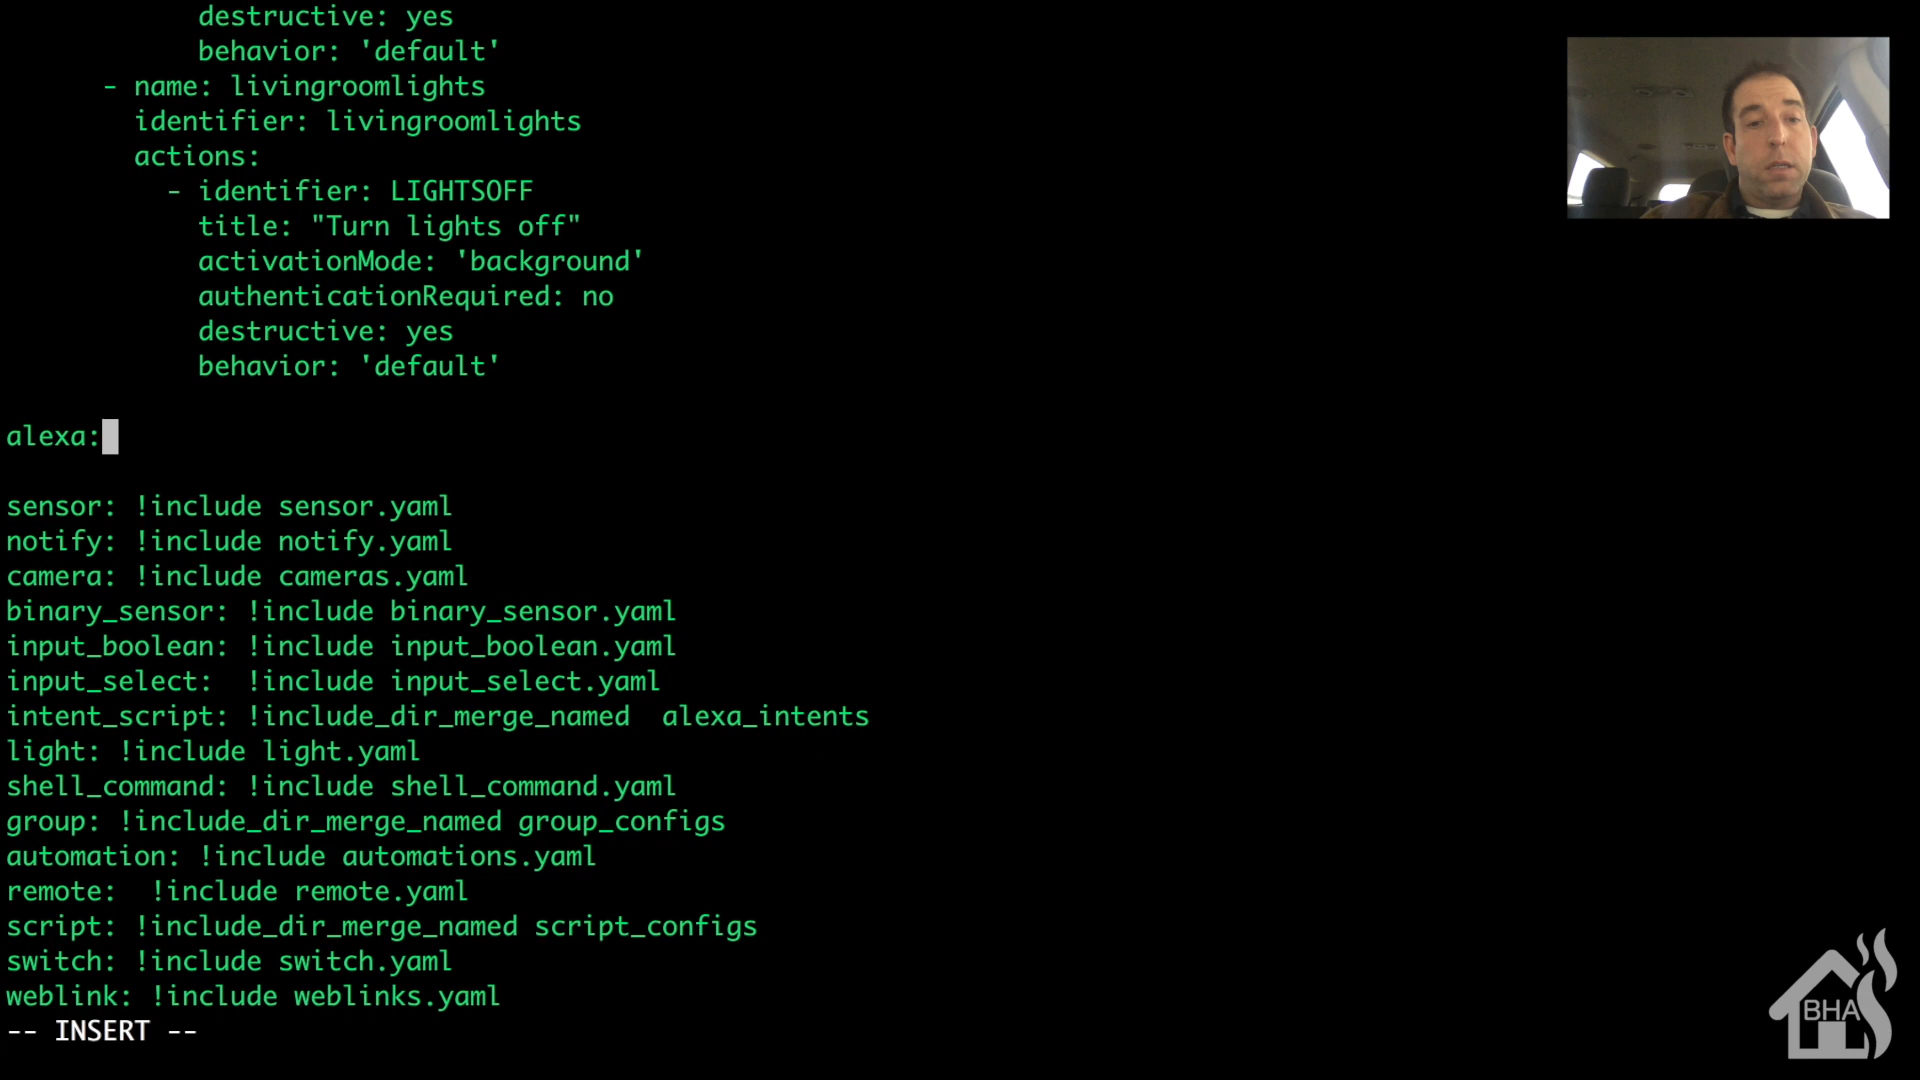 destructive: yes
            behavior: 'default'
      - name: livingroomlights
        identifier: livingroomlights
        actions:
          - identifier: LIGHTSOFF
            title: "Turn lights off"
            activationMode: 'background'
            authenticationRequired: no
            destructive: yes
            behavior: 'default'
alexa:
sensor: !include sensor.yaml
notify: !include notify.yaml
camera: !include cameras.yaml
binary_sensor: !include binary_sensor.yaml
input_boolean: !include input_boolean.yaml
input_select:  !include input_select.yaml
intent_script: !include_dir_merge_named  alexa_intents
light: !include light.yaml
shell_command: !include shell_command.yaml
group: !include_dir_merge_named group_configs
automation: !include automations.yaml
remote:  !include remote.yaml
script: !include_dir_merge_named script_configs
switch: !include switch.yaml
weblink: !include weblinks.yaml
-- INSERT --
BHA